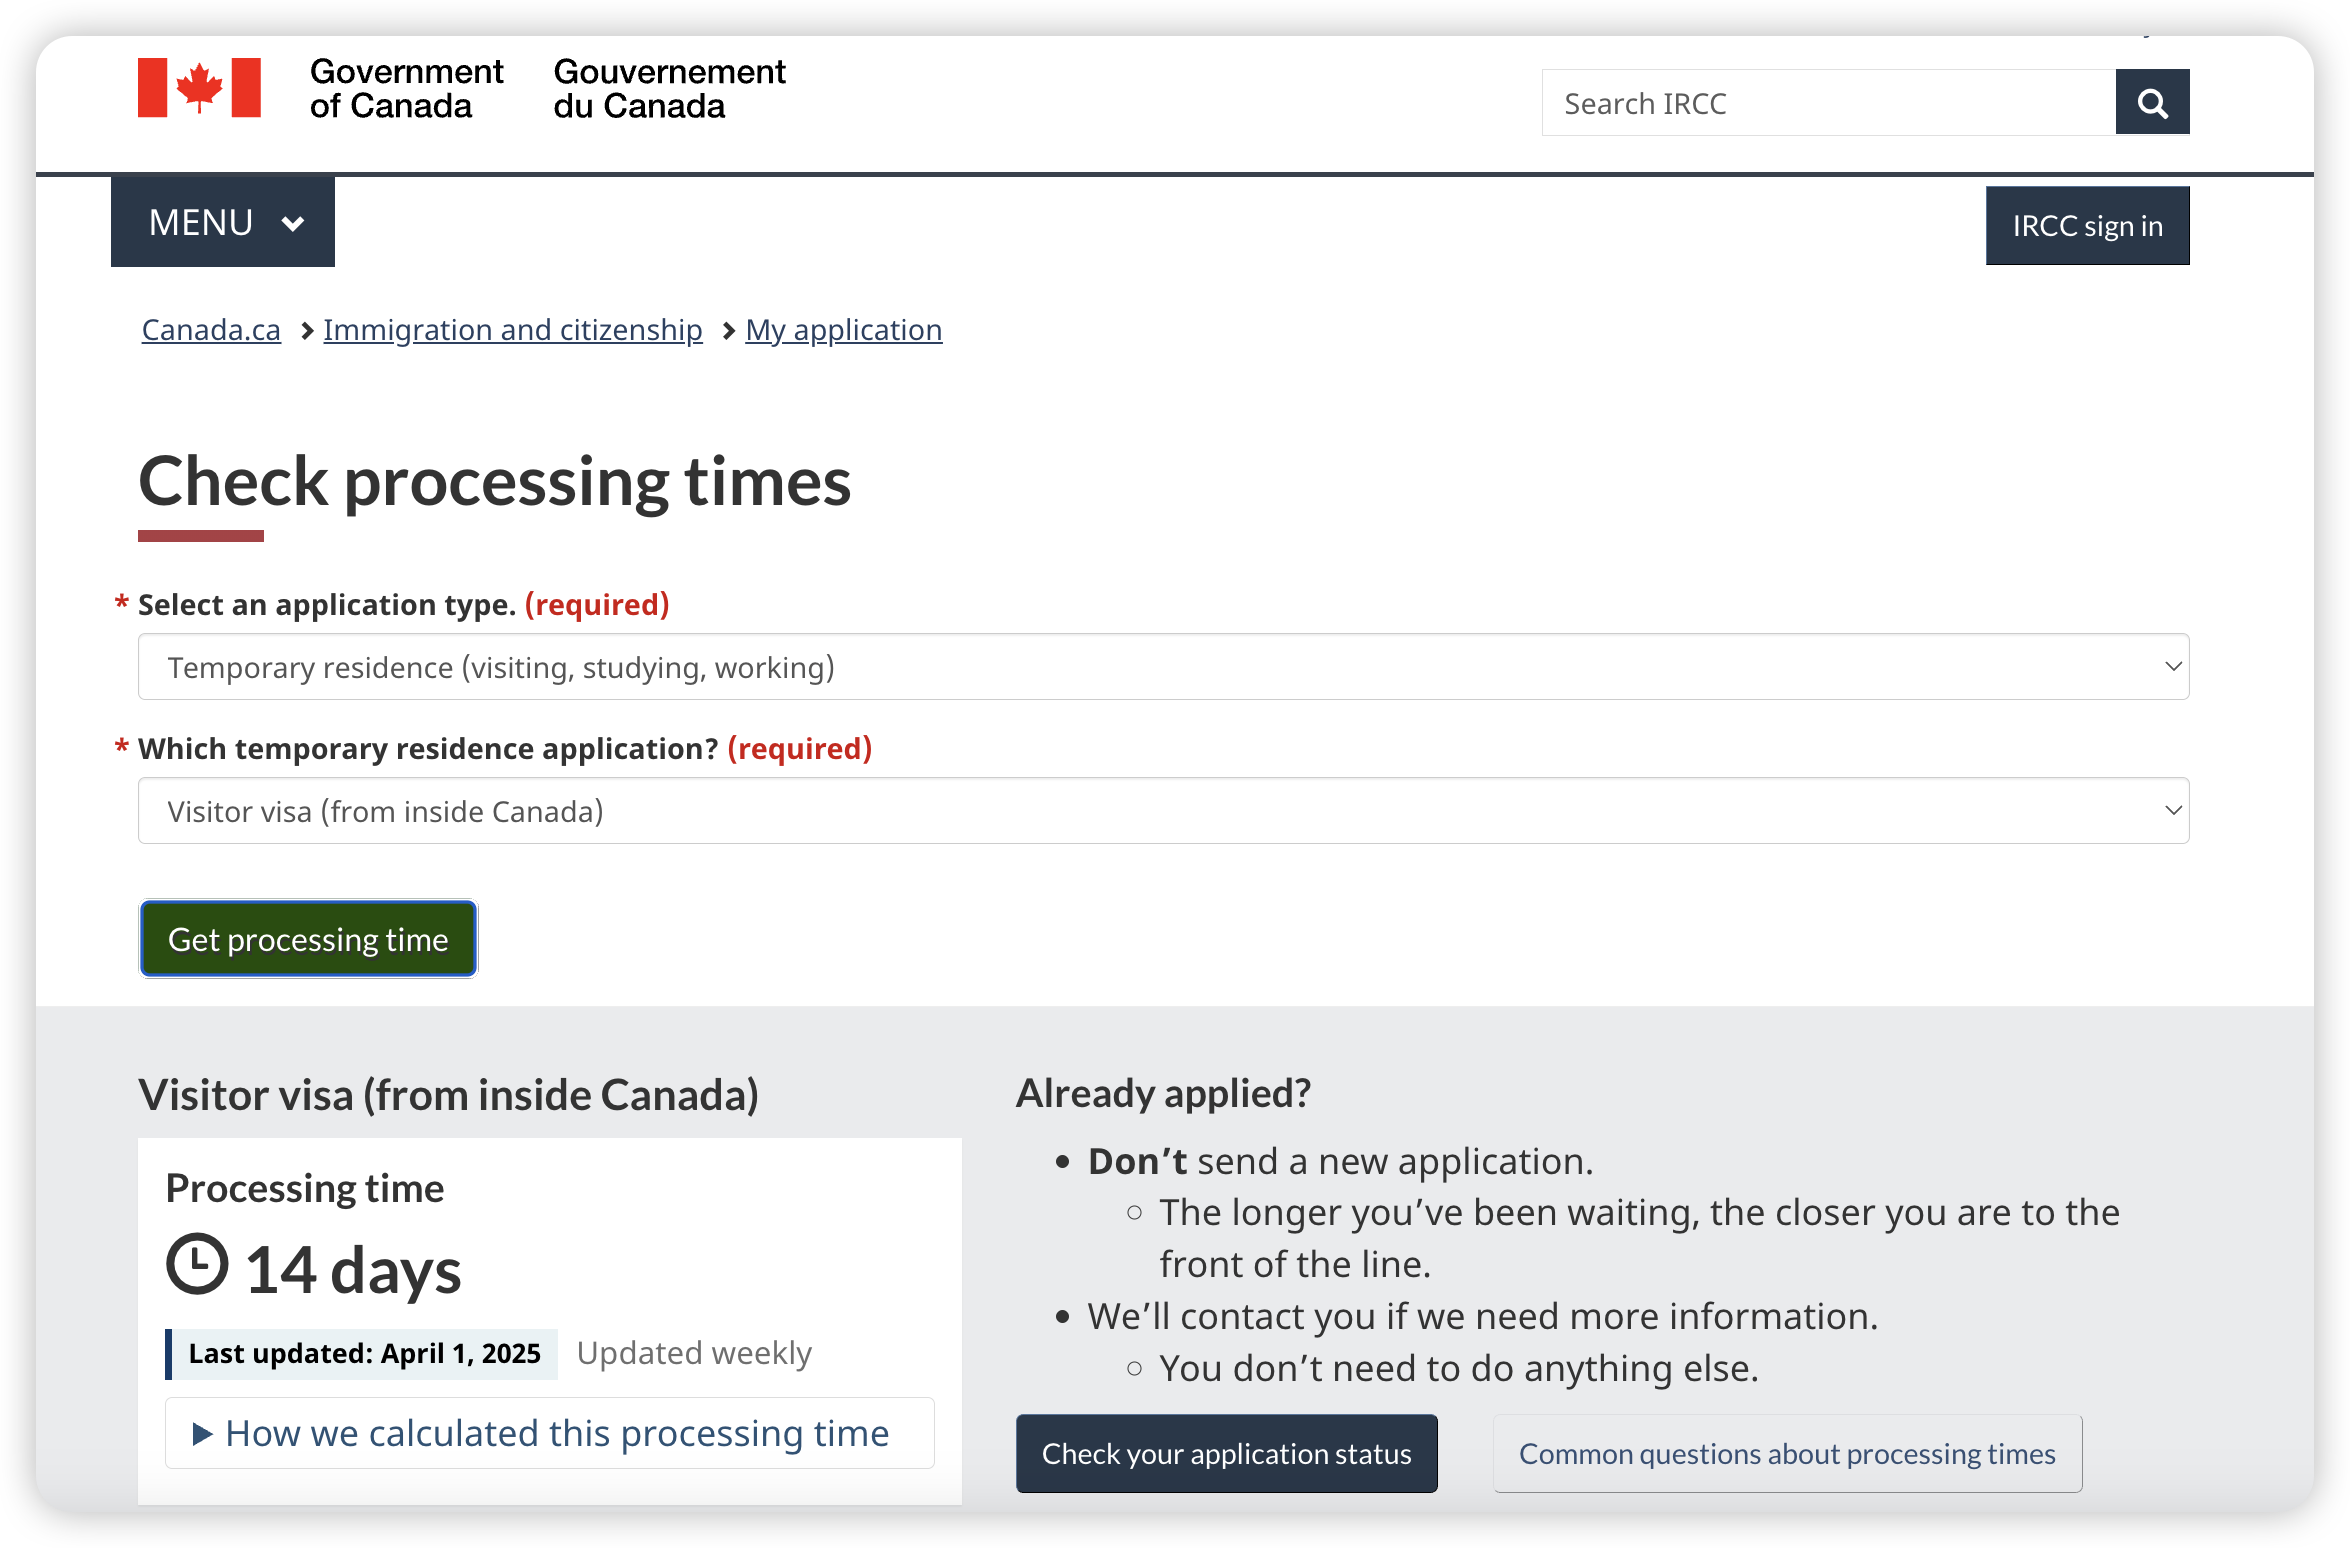 Government
of Canada
Gouvernement
du Canada
Search IRCC
MENU
IRCC sign in
Canada.ca
Immigration and citizenship
My application
Check processing times
* Select an application type. (required)
Temporary residence (visiting, studying, working)
* Which temporary residence application? (required)
Visitor visa (from inside Canada)
Get processing time
Visitor visa (from inside Canada)
Processing time
14 days
Last updated: April 1, 2025
Updated weekly
How we calculated this processing time
Already applied?
Don’t send a new application.
The longer you’ve been waiting, the closer you are to the
front of the line.
We’ll contact you if we need more information.
You don’t need to do anything else.
Check your application status
Common questions about processing times